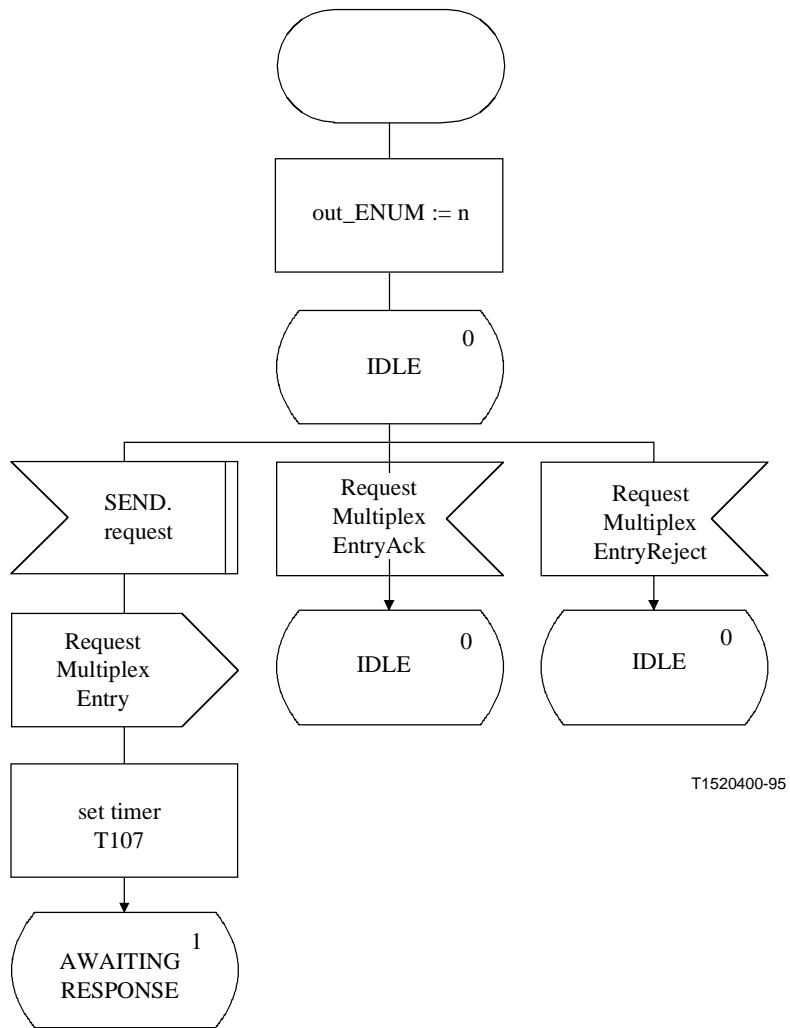 out_ENUM := n
0
IDLE
SEND.
request
Request
Multiplex
EntryAck
Request
Multiplex
EntryReject
Request
Multiplex
Entry
0
IDLE
0
IDLE
set timer
T107
T1520400-95
1
AWAITING
RESPONSE